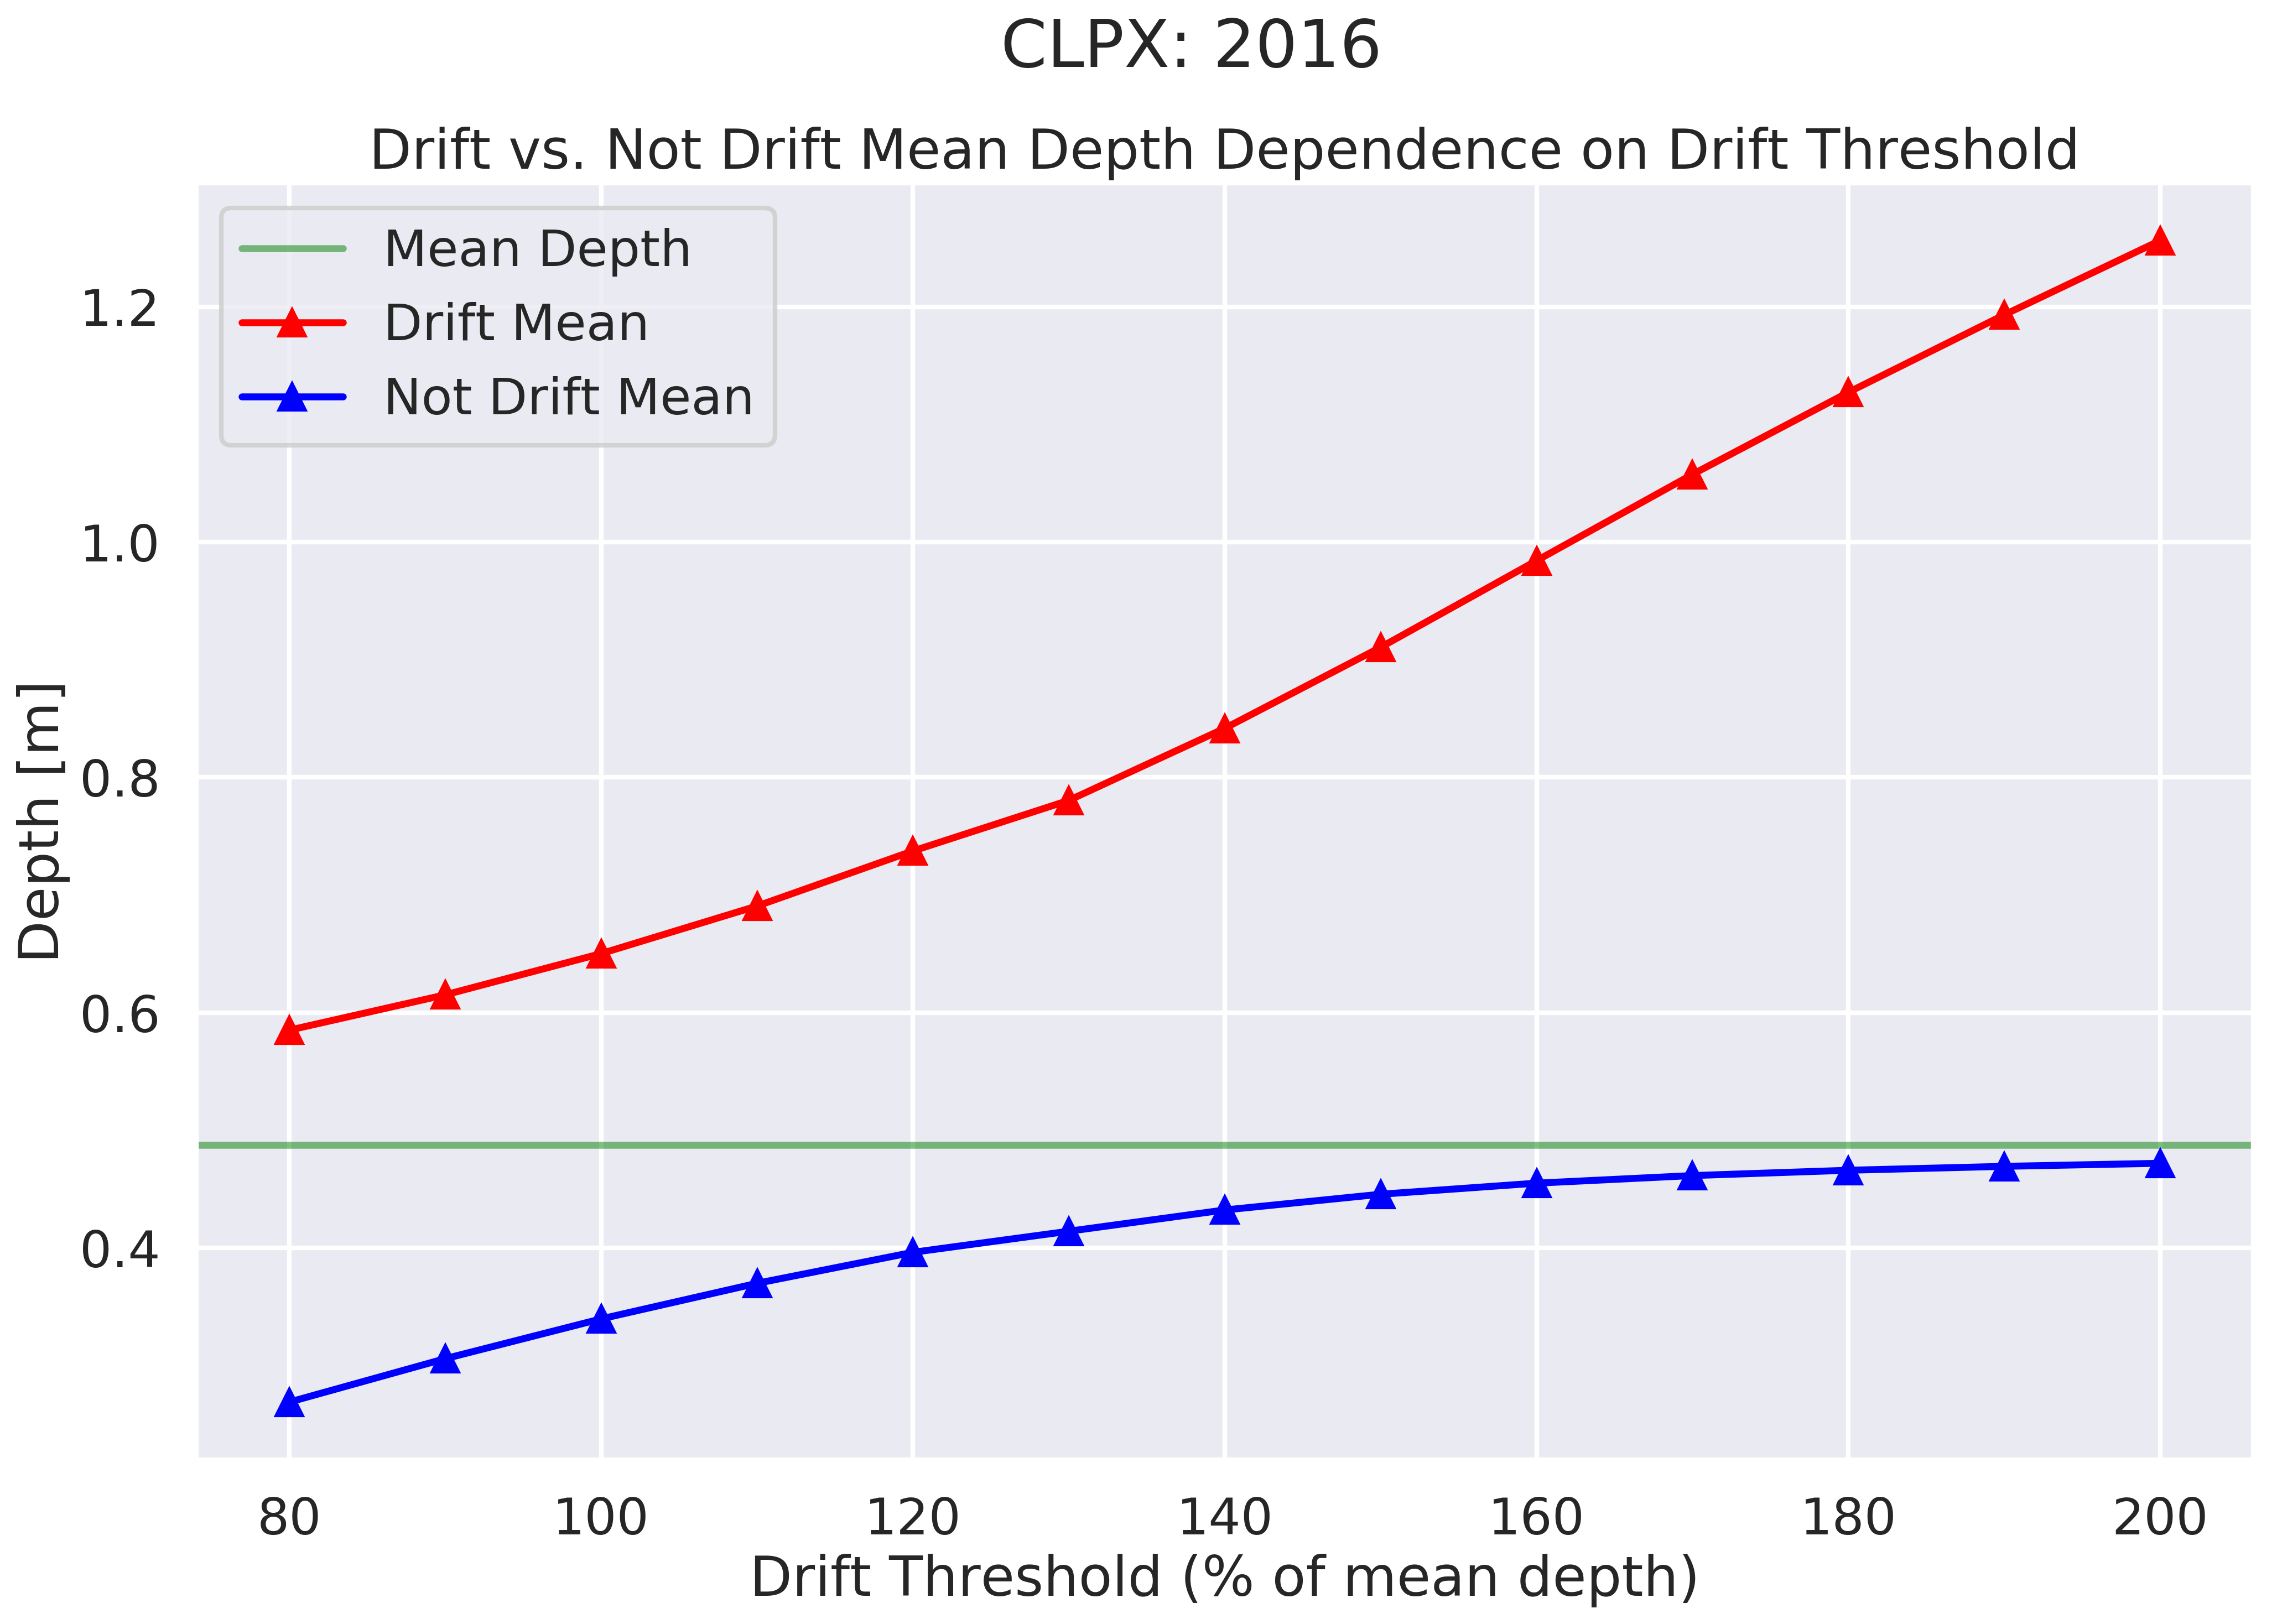 CLPX: 2016
Drift vs. Not Drift Mean Depth Dependence on Drift Threshold
Mean Depth
Drift Mean
Not Drift Mean
1.2
1.0
0.8
0.6
0.4
Depth [m]
80 100 120 140 160 180 200
Drift Threshold (% of mean depth)